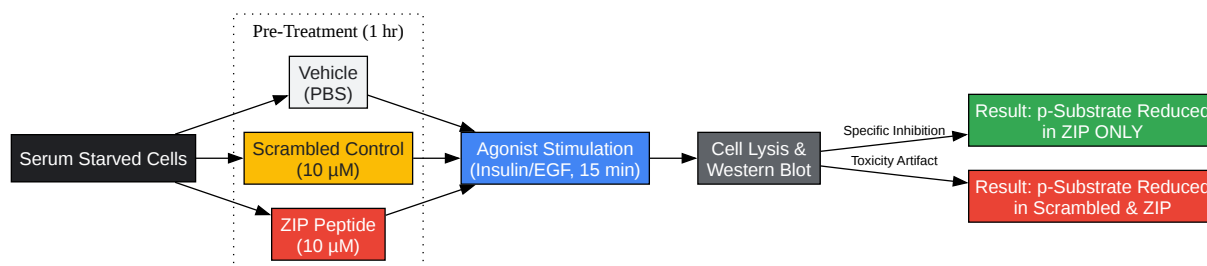 Pre-Treatment (1 hr)
Serum Starved Cells
Vehicle
(PBS)
Scrambled Control
(10 µM)
ZIP Peptide
(10 µM)
Agonist Stimulation
(Insulin/EGF, 15 min)
Cell Lysis &
Western Blot
Specific Inhibition
Toxicity Artifact
Result: p-Substrate Reduced
in ZIP ONLY
Result: p-Substrate Reduced
in Scrambled & ZIP